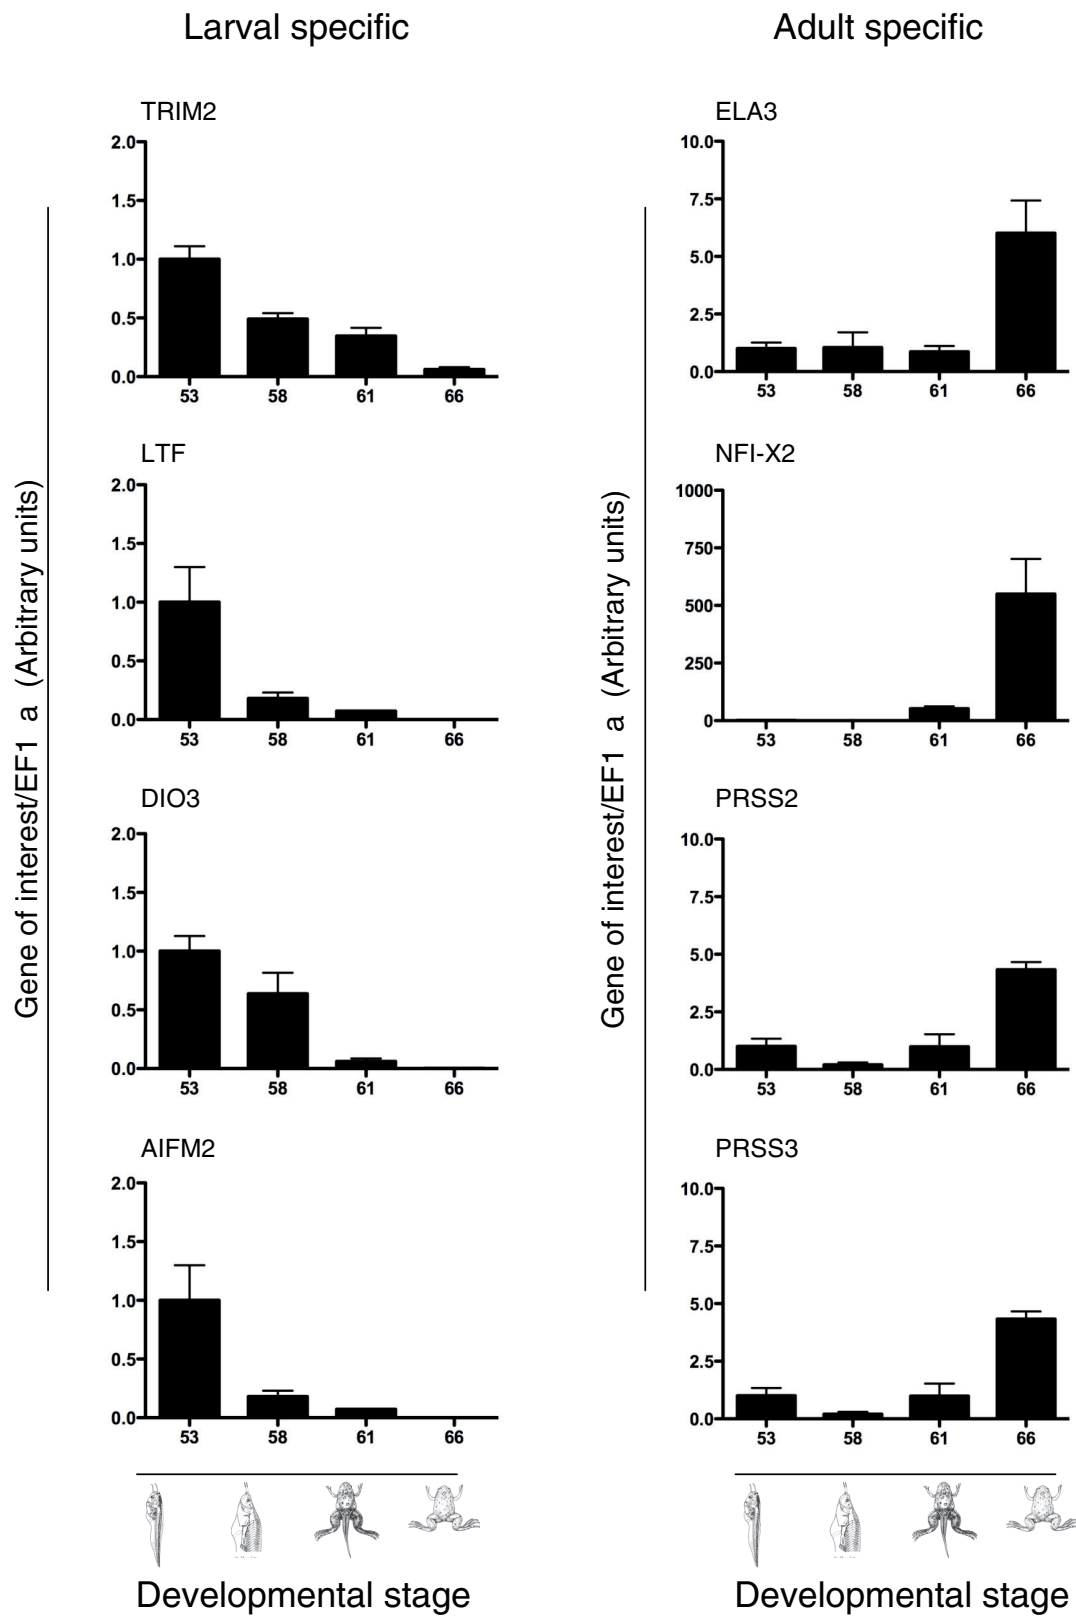 Larval specific
Adult specific
Gene of interest/EF1 a (Arbitrary units)
TRIM2
2.0
1.5
1.0
0.5
0.0
53 58 61 66
LTF
2.0
1.5
1.0
0.5
0.0
53 58 61 66
DIO3
2.0
1.5
1.0
0.5
0.0
53 58 61 66
AIFM2
2.0
1.5
1.0
0.5
0.0
53 58 61 66
Developmental stage
Gene of interest/EF1 a (Arbitrary units)
ELA3
10.0
7.5
5.0
2.5
0.0
53 58 61 66
NFI-X2
1000
750
500
250
0
53 58 61 66
PRSS2
10.0
7.5
5.0
2.5
0.0
53 58 61 66
PRSS3
10.0
7.5
5.0
2.5
0.0
53 58 61 66
Developmental stage